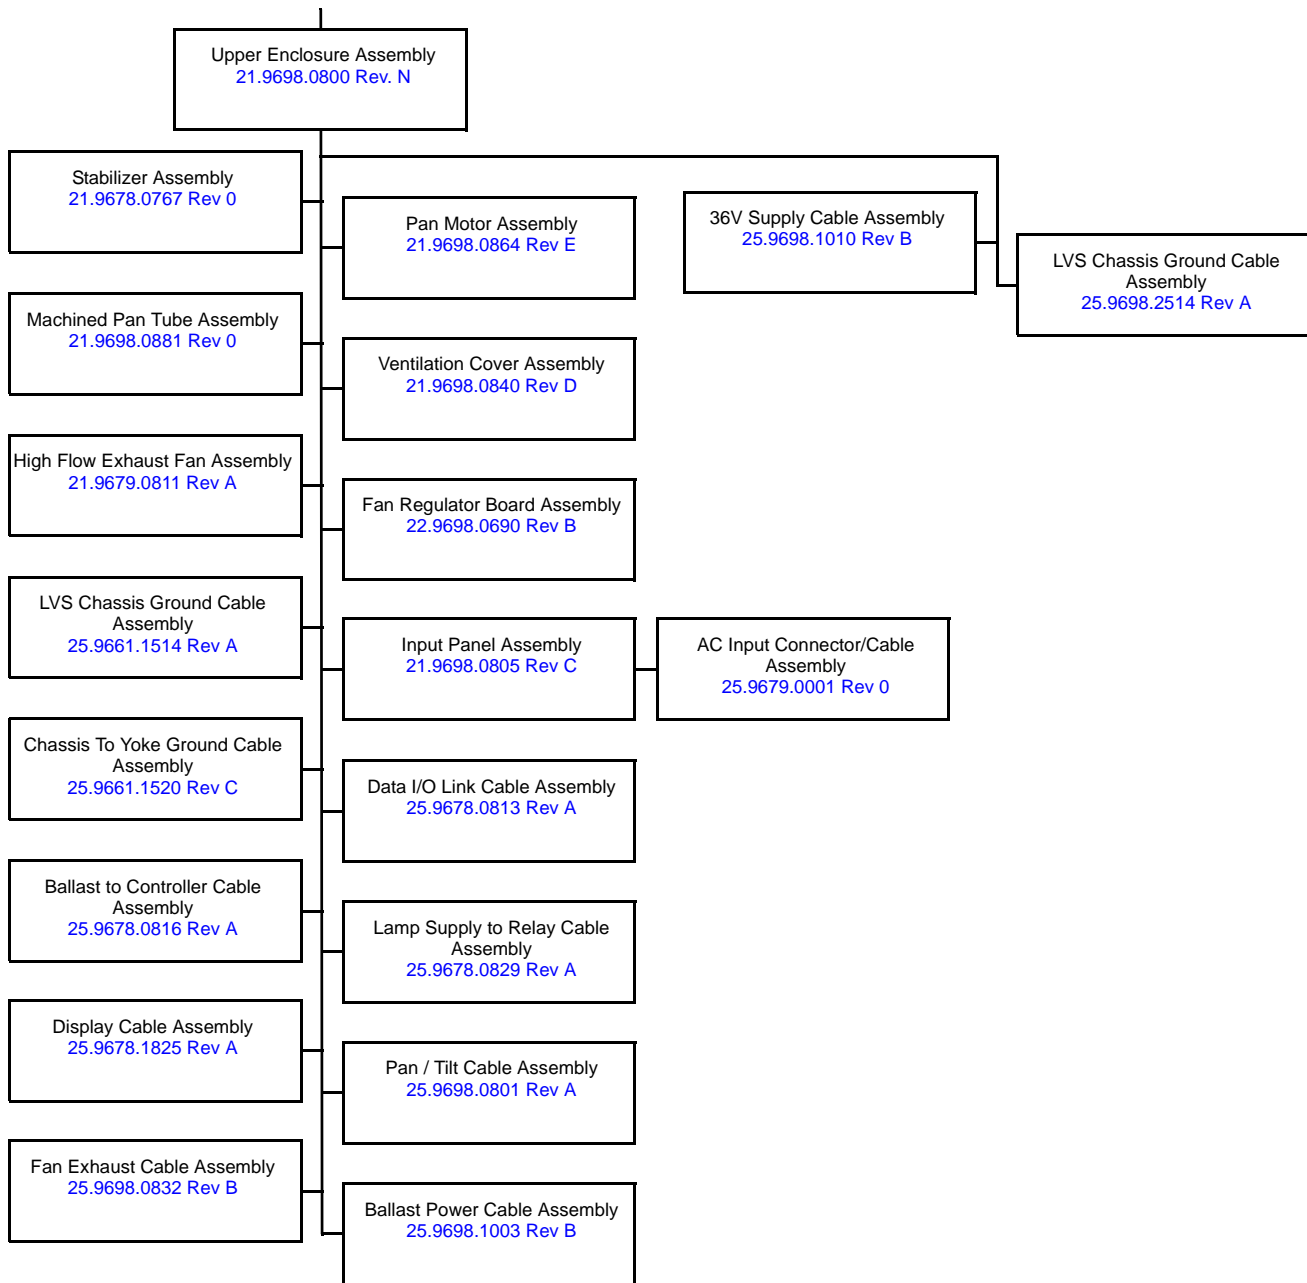 Upper Enclosure Assembly
21.9698.0800 Rev. N
Stabilizer Assembly
21.9678.0767 Rev 0
Pan Motor Assembly
21.9698.0864 Rev E
36V Supply Cable Assembly
25.9698.1010 Rev B
LVS Chassis Ground Cable
Assembly
25.9698.2514 Rev A
Machined Pan Tube Assembly
21.9698.0881 Rev 0
Ventilation Cover Assembly
21.9698.0840 Rev D
High Flow Exhaust Fan Assembly
21.9679.0811 Rev A
Fan Regulator Board Assembly
22.9698.0690 Rev B
LVS Chassis Ground Cable
Assembly
25.9661.1514 Rev A
Input Panel Assembly
21.9698.0805 Rev C
AC Input Connector/Cable
Assembly
25.9679.0001 Rev 0
Chassis To Yoke Ground Cable
Assembly
25.9661.1520 Rev C
Data I/O Link Cable Assembly
25.9678.0813 Rev A
Ballast to Controller Cable
Assembly
25.9678.0816 Rev A
Lamp Supply to Relay Cable
Assembly
25.9678.0829 Rev A
Display Cable Assembly
25.9678.1825 Rev A
Pan / Tilt Cable Assembly
25.9698.0801 Rev A
Fan Exhaust Cable Assembly
25.9698.0832 Rev B
Ballast Power Cable Assembly
25.9698.1003 Rev B